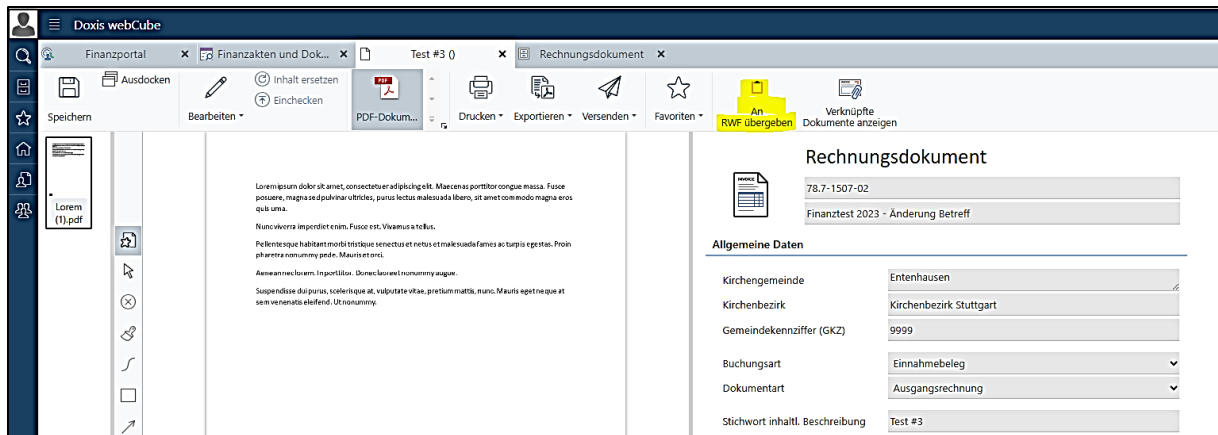 Doxis webCube
Finanzportal
Finanzakten und Dok...
Test #3 ()
Rechnungsdokument
Speichern
Ausdocken
Bearbeiten
Inhalt ersetzen
Einchecken
PDF
PDF-Dokum...
Drucken
Exportieren
Versenden
Favoriten
An
RWF übergeben
Verknüpfte
Dokumente anzeigen
Lorem
(1).pdf
Lorem ipsum dolor sit amet, consectetuer adipiscing elit. Maecenas porttitor congue massa. Fusce
posuere, magna sed pulvinar ultricies, purus lectus malesuada libero, sit amet commodo magna eros
quis urna.
Nunc viverra imperdiet enim. Fusce est. Vivamus a tellus.
Pellentesque habitant morbi tristique senectus et netus et malesuada fames ac turpis egestas. Proin
pharetra nonummy pede. Mauris et orci.
Aenean nec lorem. In porttitor. Donec laoreet nonummy augue.
Suspendisse dui purus, scelerisque at, vulputate vitae, pretium mattis, nunc. Mauris eget neque at
sem venenatis eleifend. Ut nonummy.
Rechnungsdokument
INVOICE
78.7-1507-02
Finanztest 2023 - Änderung Betreff
Allgemeine Daten
Kirchengemeinde
Entenhausen
Kirchenbezirk
Kirchenbezirk Stuttgart
Gemeindekennziffer (GKZ)
9999
Buchungsart
Einnahmebeleg
Dokumentart
Ausgangsrechnung
Stichwort inhaltl. Beschreibung
Test #3